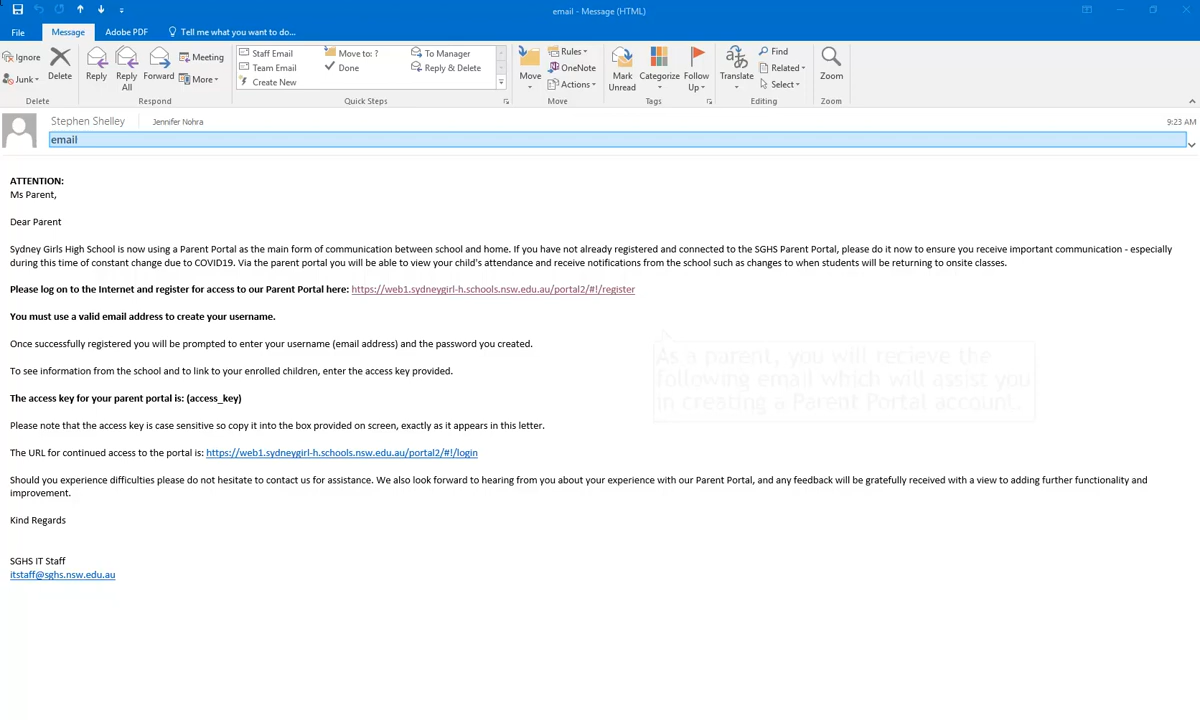 email - Message (HTML)
File
Message
Adobe PDF
Tell me what you want to do...
Ignore
Junk
Delete
Delete
Reply
Reply All
Forward
Meeting
More
Respond
Staff Email
Team Email
Create New
Move to: ?
Done
To Manager
Reply & Delete
Quick Steps
Move
Rules
OneNote
Actions
Move
Mark Unread
Categorize
Follow Up
Tags
Translate
Find
Related
Select
Editing
Zoom
Zoom
Stephen Shelley
Jennifer Nohra
9:23 AM
email
ATTENTION:
Ms Parent,
Dear Parent
Sydney Girls High School is now using a Parent Portal as the main form of communication between school and home. If you have not already registered and connected to the SGHS Parent Portal, please do it now to ensure you receive important communication - especially
during this time of constant change due to COVID19. Via the parent portal you will be able to view your child's attendance and receive notifications from the school such as changes to when students will be returning to onsite classes.
Please log on to the Internet and register for access to our Parent Portal here: https://web1.sydneygirl-h.schools.nsw.edu.au/portal2/#!/register
You must use a valid email address to create your username.
Once successfully registered you will be prompted to enter your username (email address) and the password you created.
As a parent, you will recieve the
following email which will assist you
in creating a Parent Portal account.
To see information from the school and to link to your enrolled children, enter the access key provided.
The access key for your parent portal is: (access_key)
Please note that the access key is case sensitive so copy it into the box provided on screen, exactly as it appears in this letter.
The URL for continued access to the portal is: https://web1.sydneygirl-h.schools.nsw.edu.au/portal2/#!/login
Should you experience difficulties please do not hesitate to contact us for assistance. We also look forward to hearing from you about your experience with our Parent Portal, and any feedback will be gratefully received with a view to adding further functionality and
improvement.
Kind Regards
SGHS IT Staff
itstaff@sghs.nsw.edu.au